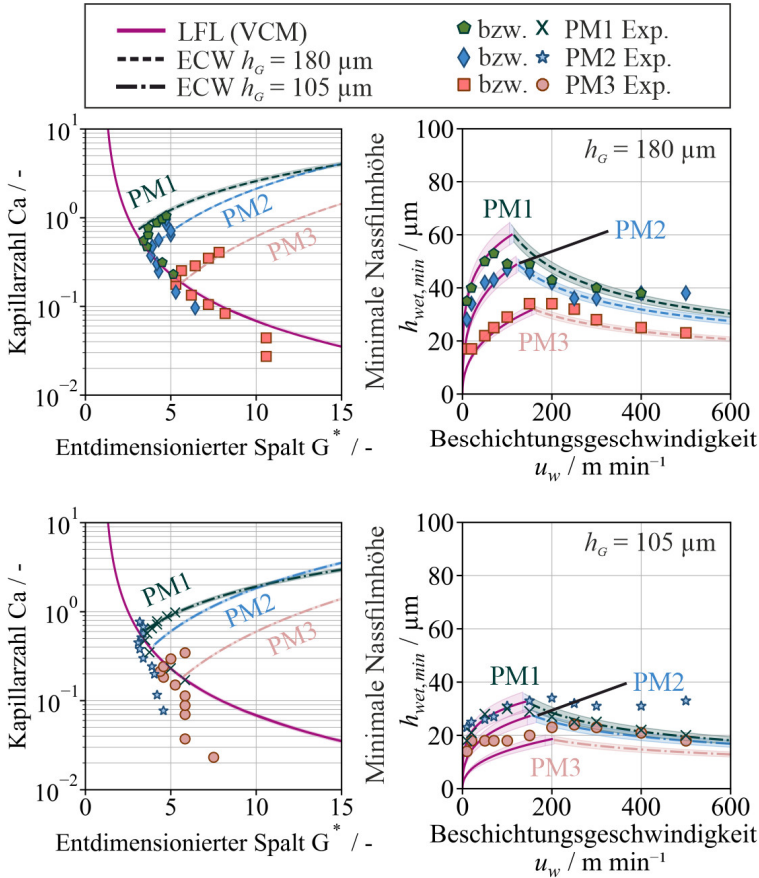 LFL (VCM)
ECW h_G = 180 µm
ECW h_G = 105 µm
bzw. PM1 Exp.
bzw. PM2 Exp.
bzw. PM3 Exp.
Kapillarzahl Ca / -
10^1
10^0
10^-1
10^-2
PM1
PM2
PM3
0 5 10 15
Entdimensionierter Spalt G* / -
Minimale Nassfilmhöhe
h_wet,min / µm
100
80
60
40
20
0
h_G = 180 µm
PM1
PM2
PM3
0 200 400 600
Beschichtungsgeschwindigkeit
u_w / m min⁻¹
Kapillarzahl Ca / -
10^1
10^0
10^-1
10^-2
PM1
PM2
PM3
0 5 10 15
Entdimensionierter Spalt G* / -
Minimale Nassfilmhöhe
h_wet,min / µm
100
80
60
40
20
0
h_G = 105 µm
PM1
PM2
PM3
0 200 400 600
Beschichtungsgeschwindigkeit
u_w / m min⁻¹